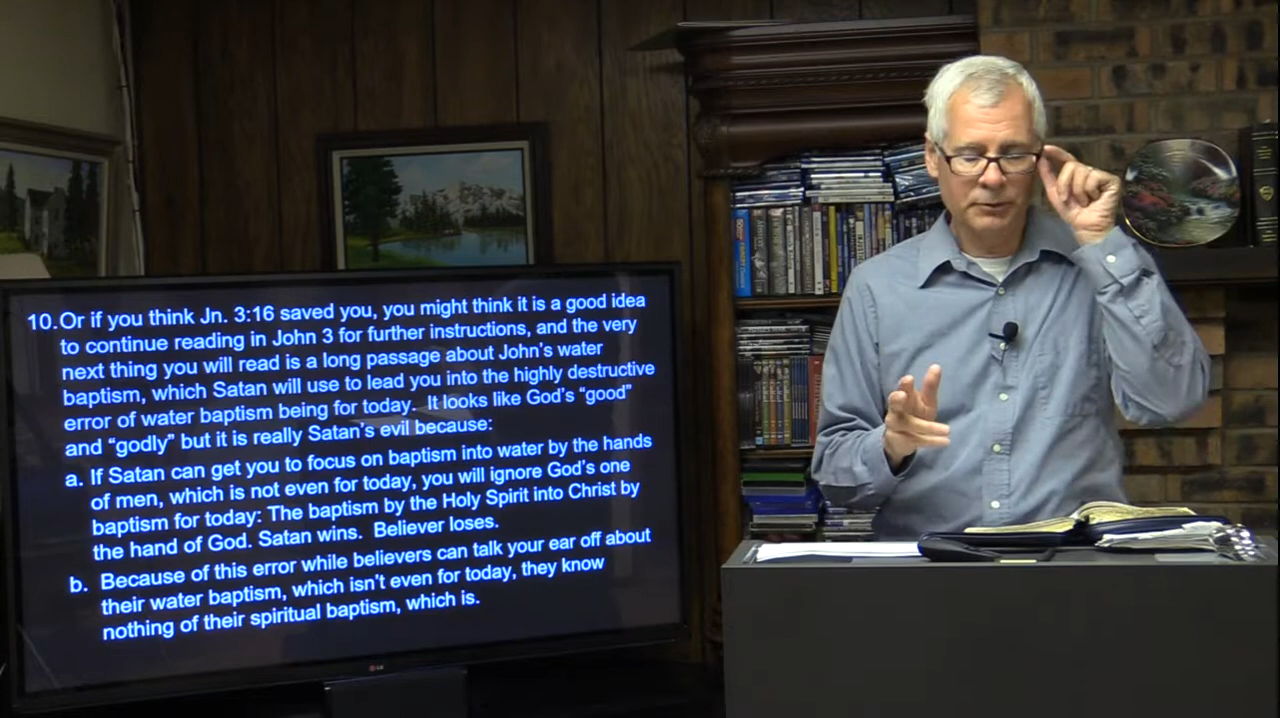 10.Or if you think Jn. 3:16 saved you, you might think it is a good idea
to continue reading in John 3 for further instructions, and the very
next thing you will read is a long passage about John's water
baptism, which Satan will use to lead you into the highly destructive
error of water baptism being for today. It looks like God's "good"
and "godly" but it is really Satan's evil because:
a. If Satan can get you to focus on baptism into water by the hands
of men, which is not even for today, you will ignore God's one
baptism for today: The baptism by the Holy Spirit into Christ by
the hand of God. Satan wins. Believer loses.
b. Because of this error while believers can talk your ear off about
their water baptism, which isn't even for today, they know
nothing of their spiritual baptism, which is.
LG